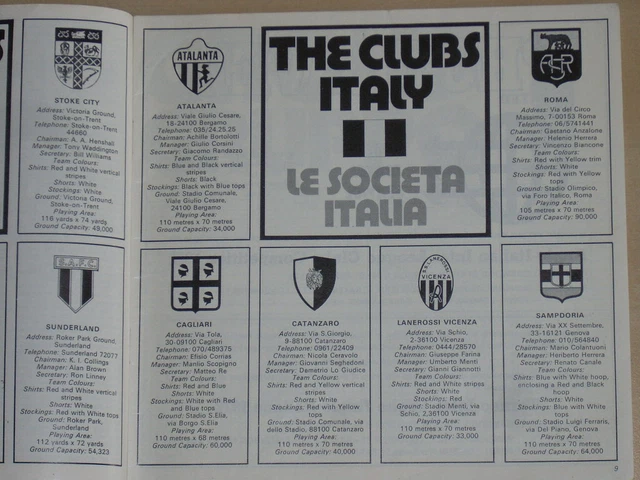 STOKE CITY
Address: Victoria Ground,
Stoke-on-Trent
Telephone: Stoke-on-Trent
44660
Chairman: A. A. Henshall
Manager: Tony Waddington
Secretary: Bill Williams
Team Colours:
Shirts: Red and White vertical
stripes
Shorts: White
Stockings: White
Ground: Victoria Ground,
Stoke-on-Trent
Playing Area:
116 yards x 74 yards
Ground Capacity: 49,000
SUNDERLAND
Address: Roker Park Ground,
Sunderland
Telephone: Sunderland 72077
Chairman: K. I. Collings
Manager: Alan Brown
Secretary: Ron Linney
Team Colours:
Shirts: Red and White vertical
stripes
Shorts: White
Stockings: Red with White tops
Ground: Roker Park,
Sunderland
Playing Area:
112 yards x 72 yards
Ground Capacity: 54,323
ATALANTA
ATALANTA
Address: Viale Giulio Cesare,
18-24100 Bergamo
Telephone: 035/24.25.25
Chairman: Achille Bortolotti
Manager: Giulio Corsini
Secretary: Giacomo Randazzo
Team Colours:
Shirts: Blue and Black vertical
stripes
Shorts: Black
Stockings: Black with Blue tops
Ground: Stadio Comunale,
Viale Giulio Cesare,
24100 Bergamo
Playing Area:
110 metres x 70 metres
Ground Capacity: 34,000
THE CLUBS
ITALY
LE SOCIETA
ITALIA
ASR
ROMA
Address: Via del Circo
Massimo, 7-00153 Roma
Telephone: 06/5741441
Chairman: Gaetano Anzalone
Manager: Helenio Herrera
Secretary: Vincenzo Biancone
Team Colours:
Shirts: Red with Yellow trim
Shorts: White
Stockings: Red with Yellow
tops
Ground: Stadio Olimpico,
via Foro Italico, Roma
Playing Area:
105 metres x 70 metres
Ground Capacity: 90,000
CAGLIARI
Address: Via Tola,
30-09100 Cagliari
Telephone: 070/489375
Chairman: Efisio Corrias
Manager: Manlio Scopigno
Secretary: Matteo Re
Team Colours:
Shirts: Red and Blue
Shorts: White
Stockings: White with Red
and Blue tops
Ground: Stadio S.Elia,
via Borgo S.Elia
Playing Area:
110 metres x 68 metres
Ground Capacity: 60,000
CATANZARO
Address: Via S.Giorgio,
9-88100 Catanzaro
Telephone: 0961/22409
Chairman: Nicola Ceravolo
Manager: Giovanni Seghedoni
Secretary: Demetrio Lo Giudice
Team Colours:
Shirts: Red and Yellow vertical
stripes
Shorts: White
Stockings: Red with Yellow
tops
Ground: Stadio Comunale, via
dello Stadio, 88100 Catanzaro
Playing Area:
110 metres x 70 metres
Ground Capacity: 40,000
VICENZA
LANEROSSI VICENZA
Address: Via Schio,
2-36100 Vicenza
Telephone: 0444/28570
Chairman: Giuseppe Farina
Manager: Umberto Menti
Secretary: Gianni Giannotti
Team Colours:
Shirts: Red and White stripes
Shorts: White
Stockings: Red
Ground: Stadio Menti, via
Schio, 2,36100 Vicenza
Playing Area:
110 metres x 70 metres
Ground Capacity: 33,000
SAMPDORIA
Address: Via XX Settembre,
33-16121 Genova
Telephone: 010/564840
Chairman: Mario Colantuoni
Manager: Heriberto Herrera
Secretary: Renato Canale
Team Colours:
Shirts: Blue with White hoop,
enclosing a Red and Black
hoop
Shorts: White
Stockings: Blue with White
tops
Ground: Stadio Luigi Ferraris,
via Del Piano, Genova
Playing Area:
110 metres x 70 metres
Ground Capacity: 64,000
9